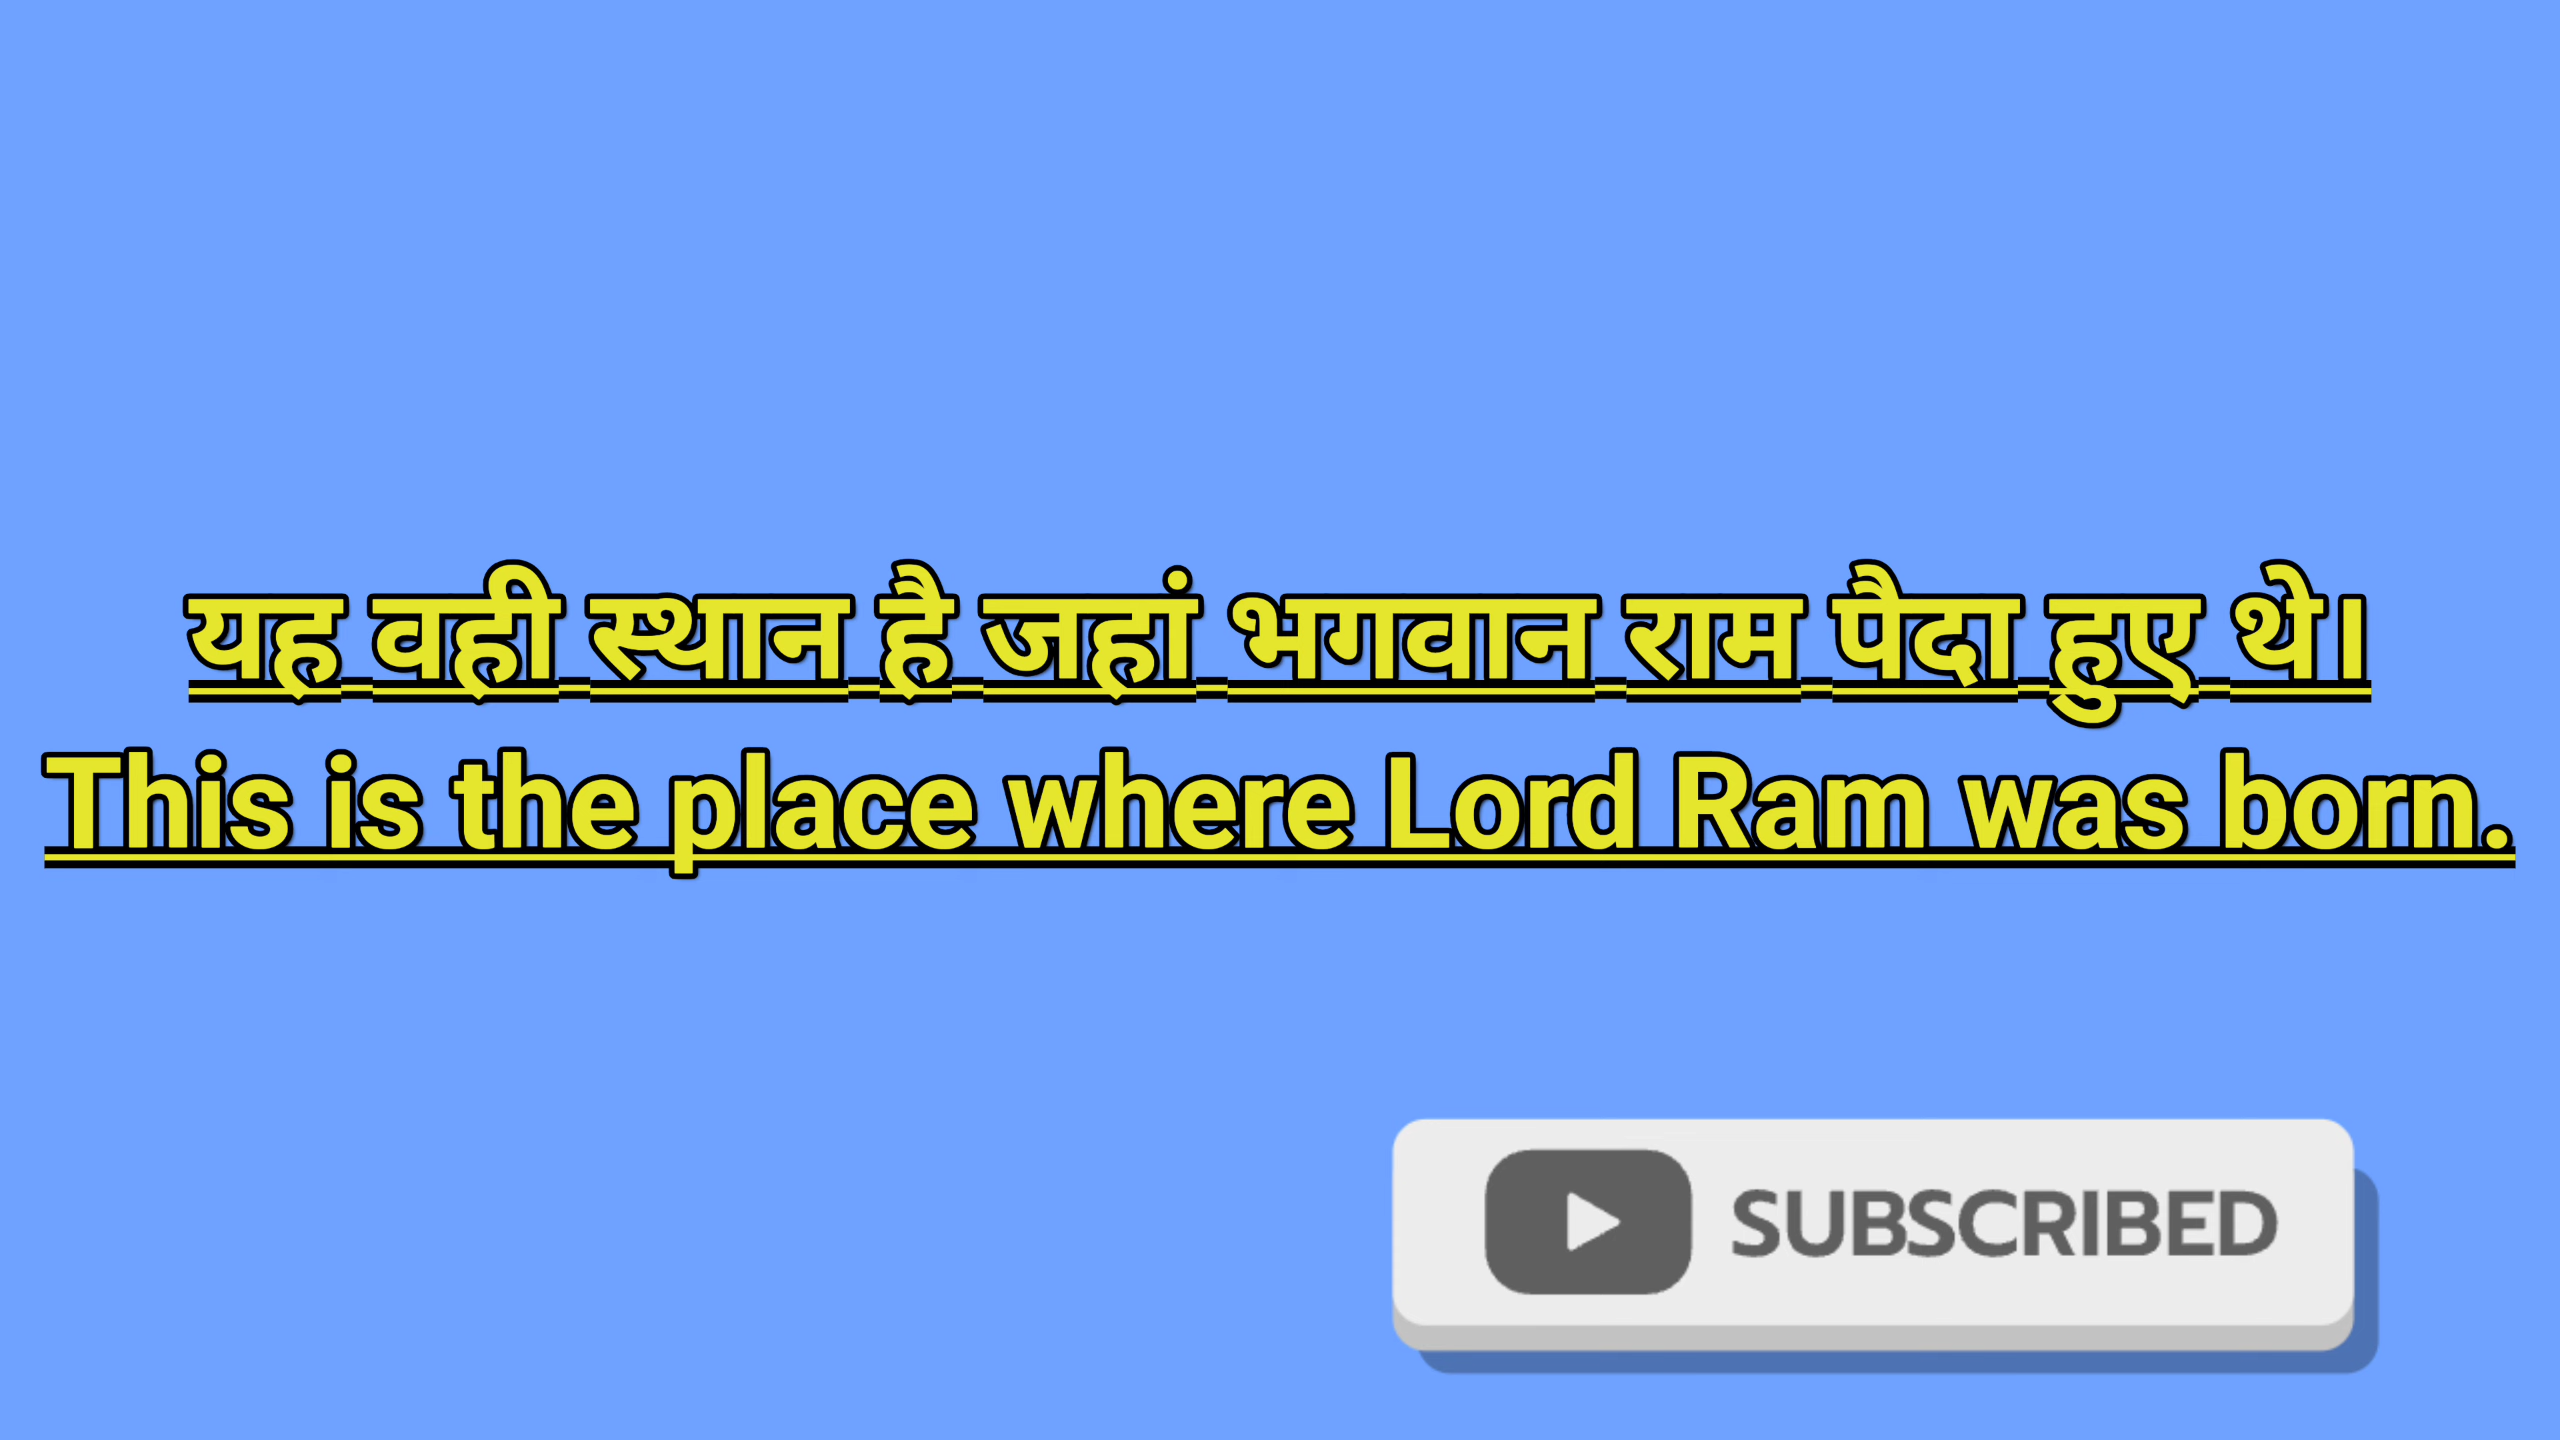 यह वही स्थान है जहां भगवान राम पैदा हुए थे।
This is the place where Lord Ram was born.
SUBSCRIBED